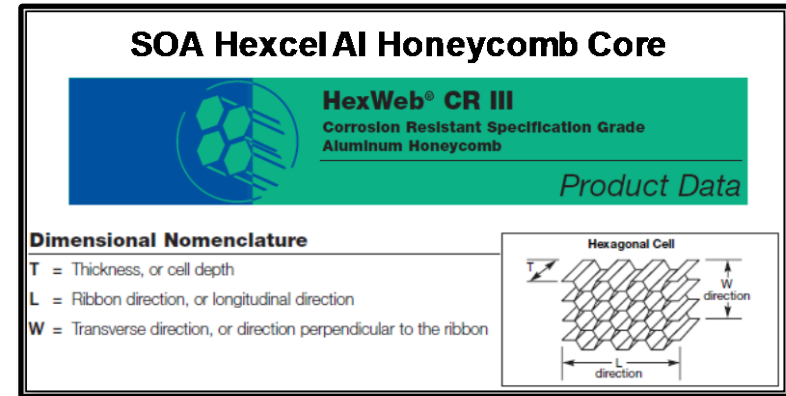 SOA Hexcel Al Honeycomb Core
HexWeb® CR III
Corrosion Resistant Specification Grade
Aluminum Honeycomb
Product Data
Dimensional Nomenclature
T = Thickness, or cell depth
L = Ribbon direction, or longitudinal direction
W = Transverse direction, or direction perpendicular to the ribbon
Hexagonal Cell
T
W
direction
L
direction